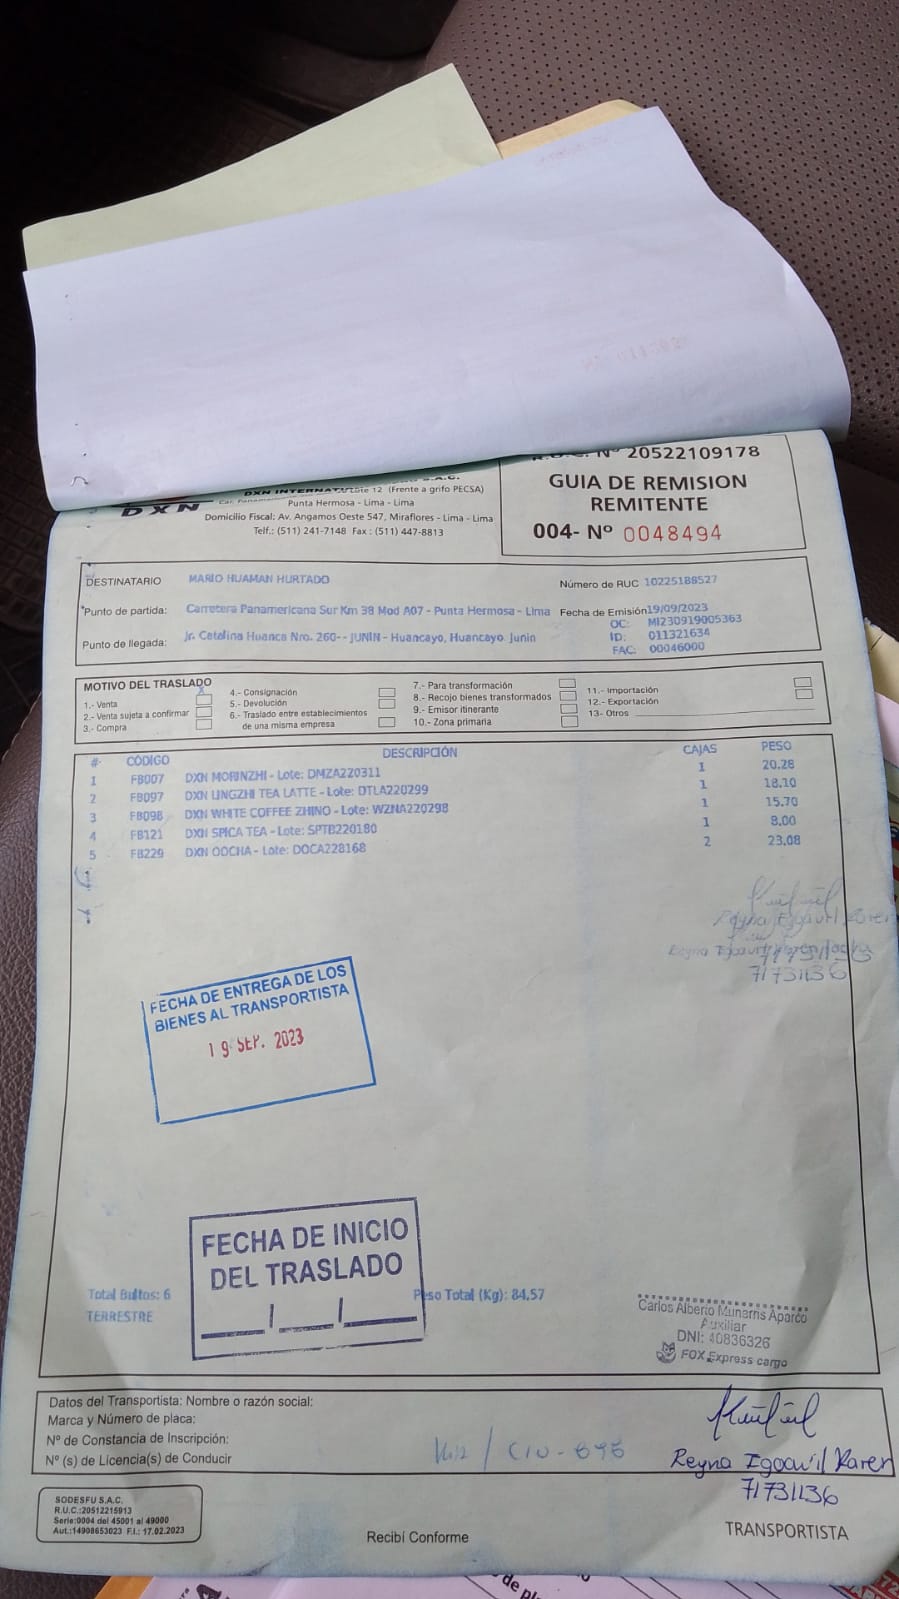 Nº 20522109178
GUIA DE REMISION
REMITENTE
004- Nº 0048494
DXN
12 (Frente a grifo PECSA)
Punta Hermosa - Lima - Lima
Domicilio Fiscal: Av. Angamos Oeste 547, Miraflores - Lima - Lima
Telf.: (511) 241-7148 Fax : (511) 447-8813
DESTINATARIO MARIO HUAMAN HURTADO Número de RUC 10225188527
Punto de partida: Carretera Panamericana Sur Km 38 Mod A07 - Punta Hermosa - Lima Fecha de Emisión 19/09/2023
OC: MI230919005363
Punto de llegada: Jr. Catalina Huanca Nro. 260-- JUNIN - Huancayo, Huancayo. Junin ID: 011321634
FAC: 00046000
MOTIVO DEL TRASLADO
1.- Venta X
2.- Venta sujeta a confirmar
3.- Compra
4.- Consignación
5.- Devolución
6.- Traslado entre establecimientos
de una misma empresa
7.- Para transformación
8.- Recojo bienes transformados
9.- Emisor itinerante
10.- Zona primaria
11.- Importación
12.- Exportación
13- Otros
# CÓDIGO DESCRIPCIÓN CAJAS PESO
1 FB007 DXN MORINZHI - Lote: DMZA220311 1 20.28
2 FB097 DXN LINGZHI TEA LATTE - Lote: DTLA220299 1 18.10
3 FB098 DXN WHITE COFFEE ZHINO - Lote: WZNA220298 1 15.70
4 FB121 DXN SPICA TEA - Lote: SPTB220180 1 8.00
5 FB229 DXN OOCHA - Lote: DOCA228168 2 23.08
71731136
FECHA DE ENTREGA DE LOS
BIENES AL TRANSPORTISTA
19 SEP. 2023
FECHA DE INICIO
DEL TRASLADO
Total Bultos: 6 Peso Total (Kg): 84.57
TERRESTRE
Carlos Alberto Munarris Aparco
Auxiliar
DNI: 40836326
FOX Express cargo
Datos del Transportista: Nombre o razón social:
Marca y Número de placa:
Nº de Constancia de Inscripción:
Nº (s) de Licencia(s) de Conducir
Reyna Egoavil Karen
71731136
TRANSPORTISTA
SODESFU S.A.C.
R.U.C.:20512215913
Serie:0004 del 45001 al 49000
Aut.:14908653023 F.I.: 17.02.2023
Recibí Conforme